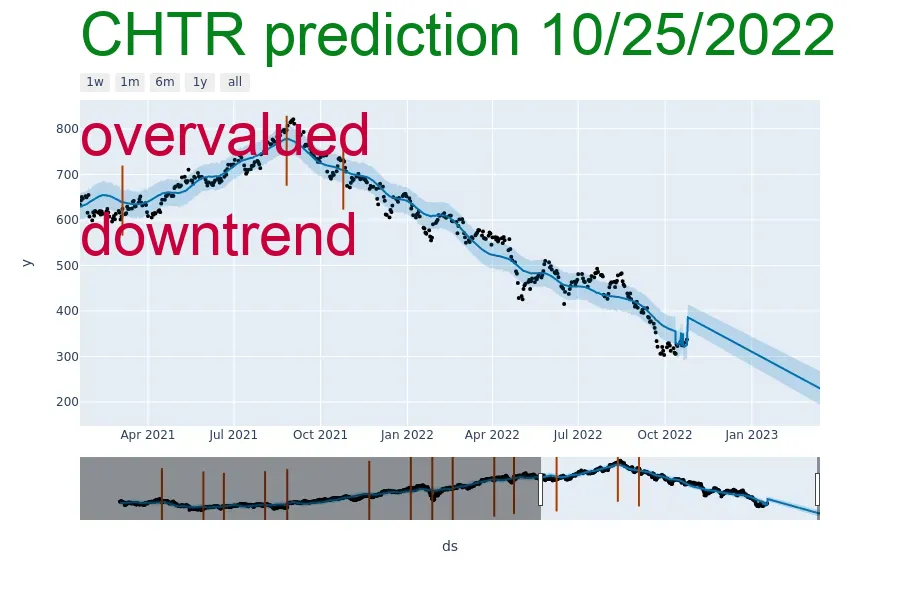 CHTR prediction 10/25/2022
1w 1m 6m 1y all
overvalued
downtrend
800
700
600
500
400
300
200
y
Apr 2021 Jul 2021 Oct 2021 Jan 2022 Apr 2022 Jul 2022 Oct 2022 Jan 2023
ds